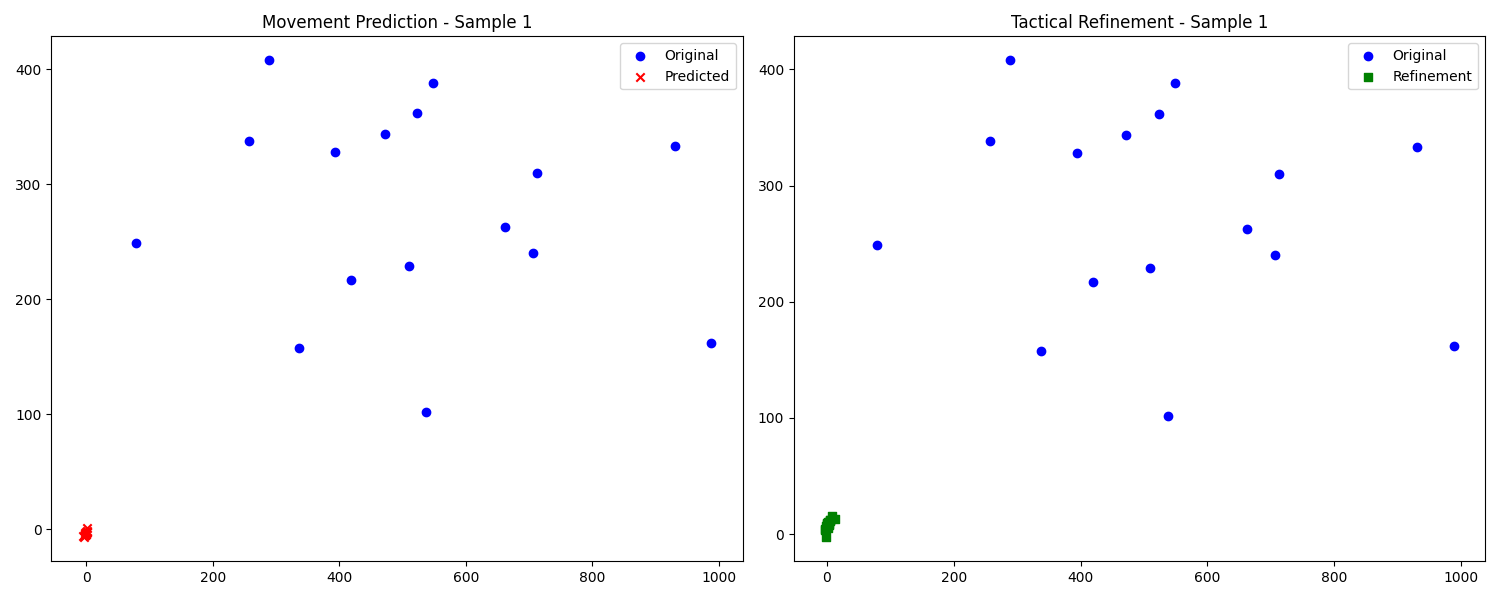 Movement Prediction - Sample 1
Original
Predicted
400
300
200
100
0
0 200 400 600 800 1000
Tactical Refinement - Sample 1
Original
Refinement
400
300
200
100
0
0 200 400 600 800 1000